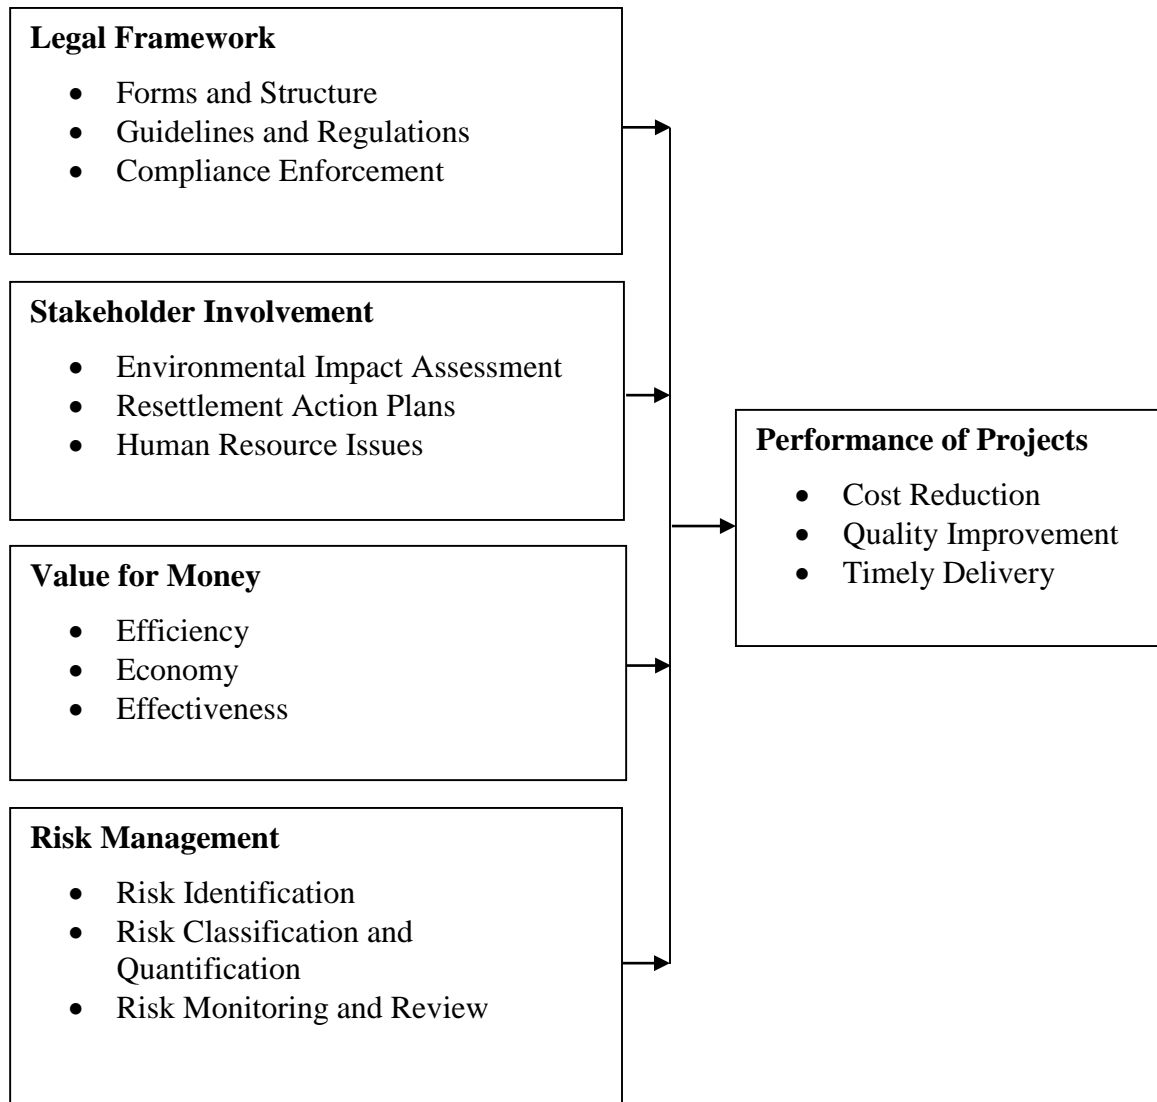 Legal Framework
• Forms and Structure
• Guidelines and Regulations
• Compliance Enforcement
Stakeholder Involvement
• Environmental Impact Assessment
• Resettlement Action Plans
• Human Resource Issues
Value for Money
• Efficiency
• Economy
• Effectiveness
Risk Management
• Risk Identification
• Risk Classification and
Quantification
• Risk Monitoring and Review
Performance of Projects
• Cost Reduction
• Quality Improvement
• Timely Delivery